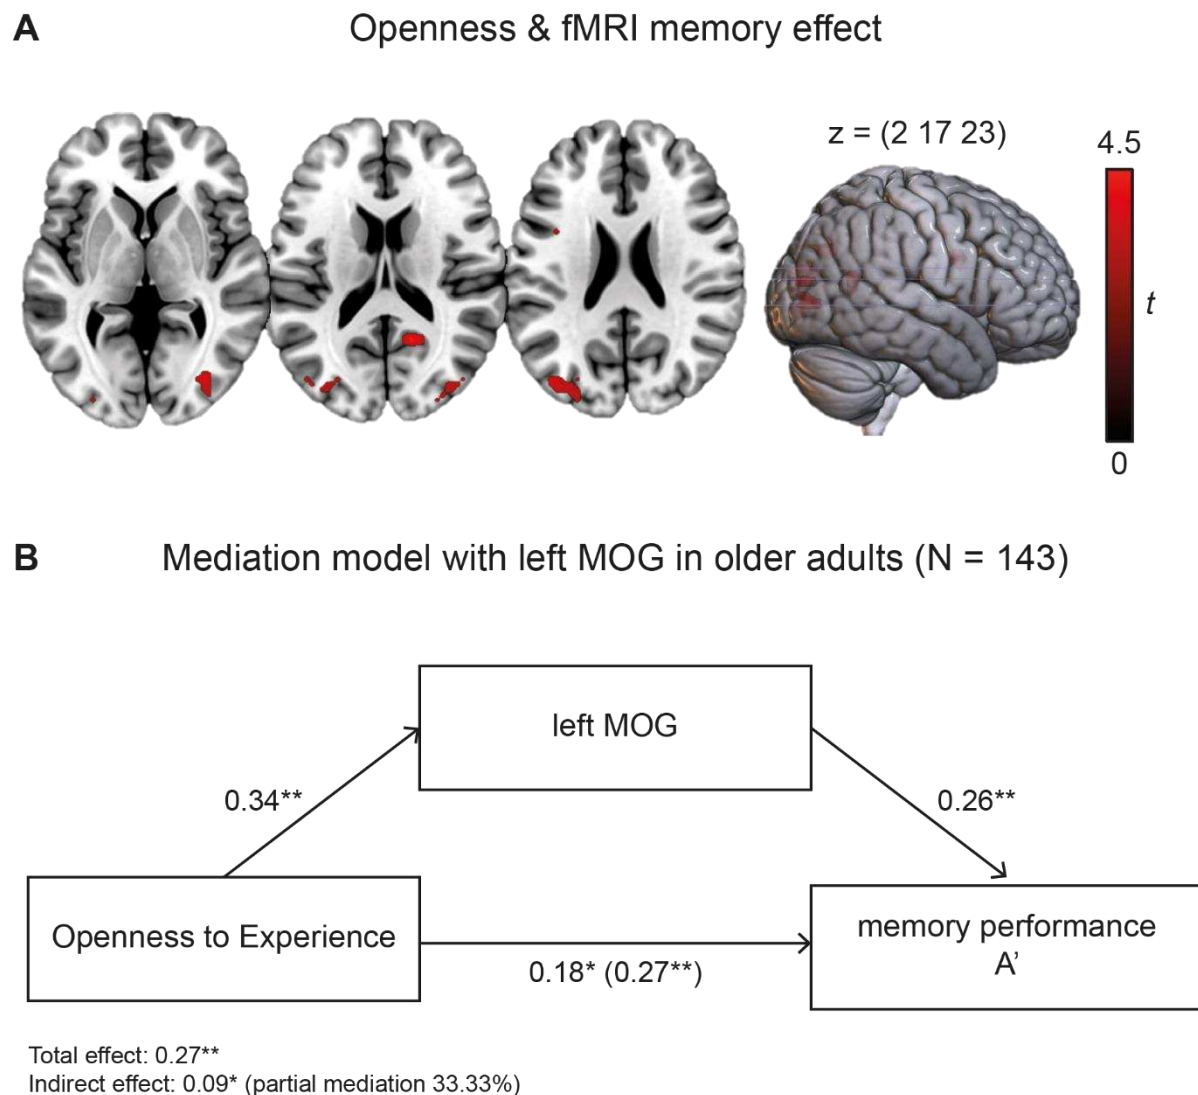 A
Openness & fMRI memory effect
z = (2 17 23)
4.5
t
0
B
Mediation model with left MOG in older adults (N = 143)
left MOG
0.34**
0.26**
Openness to Experience
memory performance
A’
0.18* (0.27**)
Total effect: 0.27**
Indirect effect: 0.09* (partial mediation 33.33%)